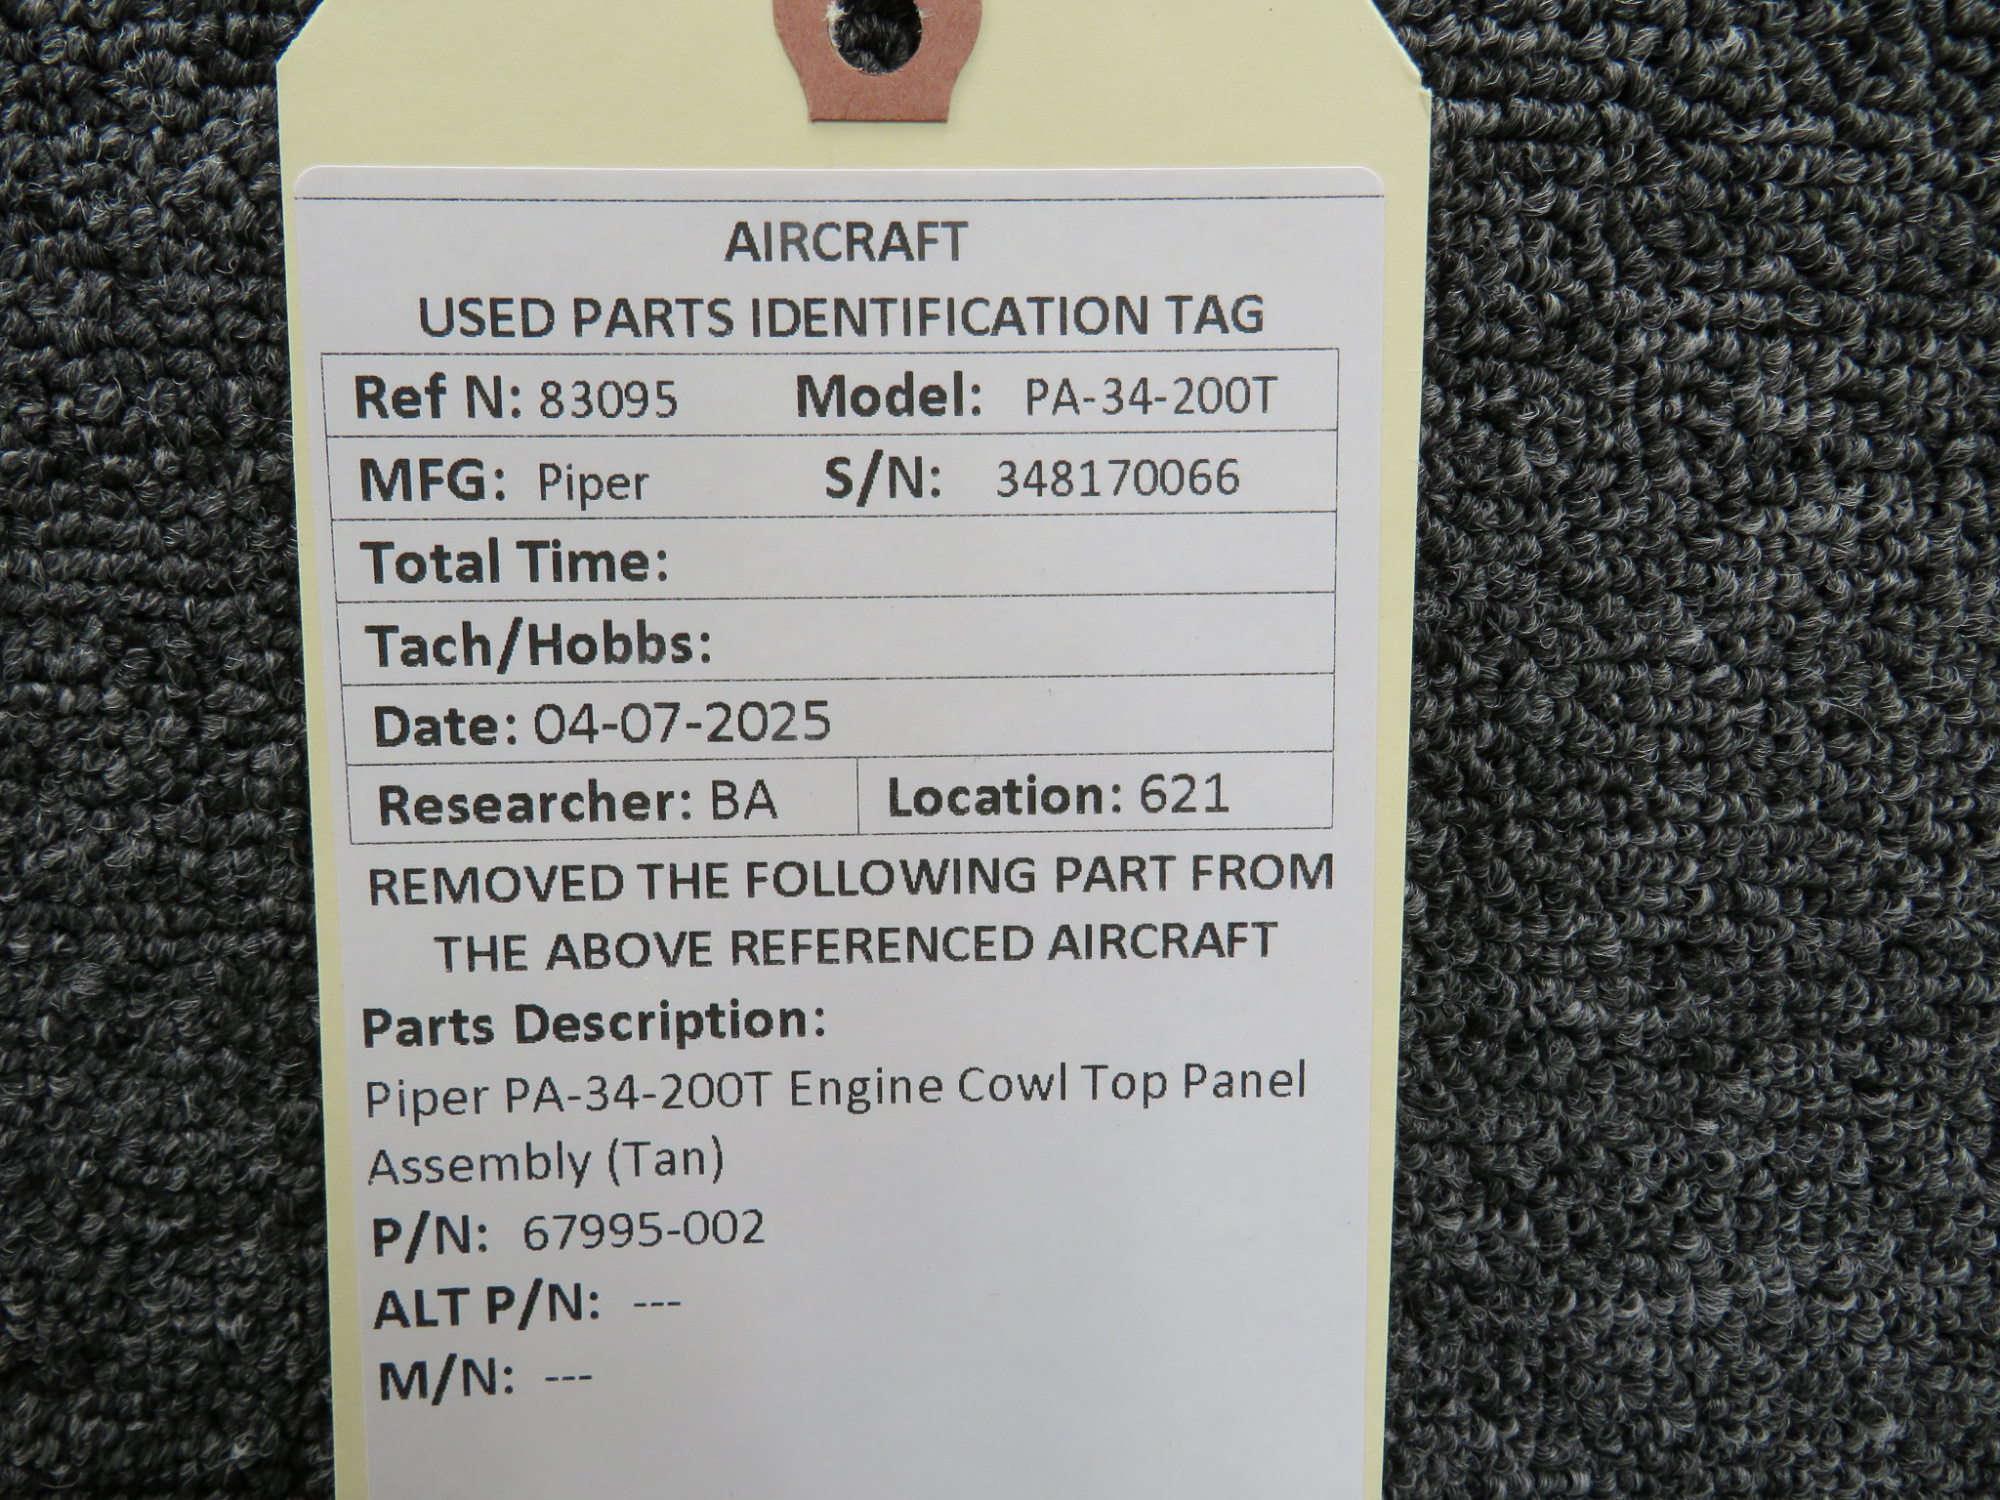 AIRCRAFT
USED PARTS IDENTIFICATION TAG
Ref N: 83095 Model: PA-34-200T
MFG: Piper S/N: 348170066
Total Time:
Tach/Hobbs:
Date: 04-07-2025
Researcher: BA Location: 621
REMOVED THE FOLLOWING PART FROM
THE ABOVE REFERENCED AIRCRAFT
Parts Description:
Piper PA-34-200T Engine Cowl Top Panel
Assembly (Tan)
P/N: 67995-002
ALT P/N: ---
M/N: ---